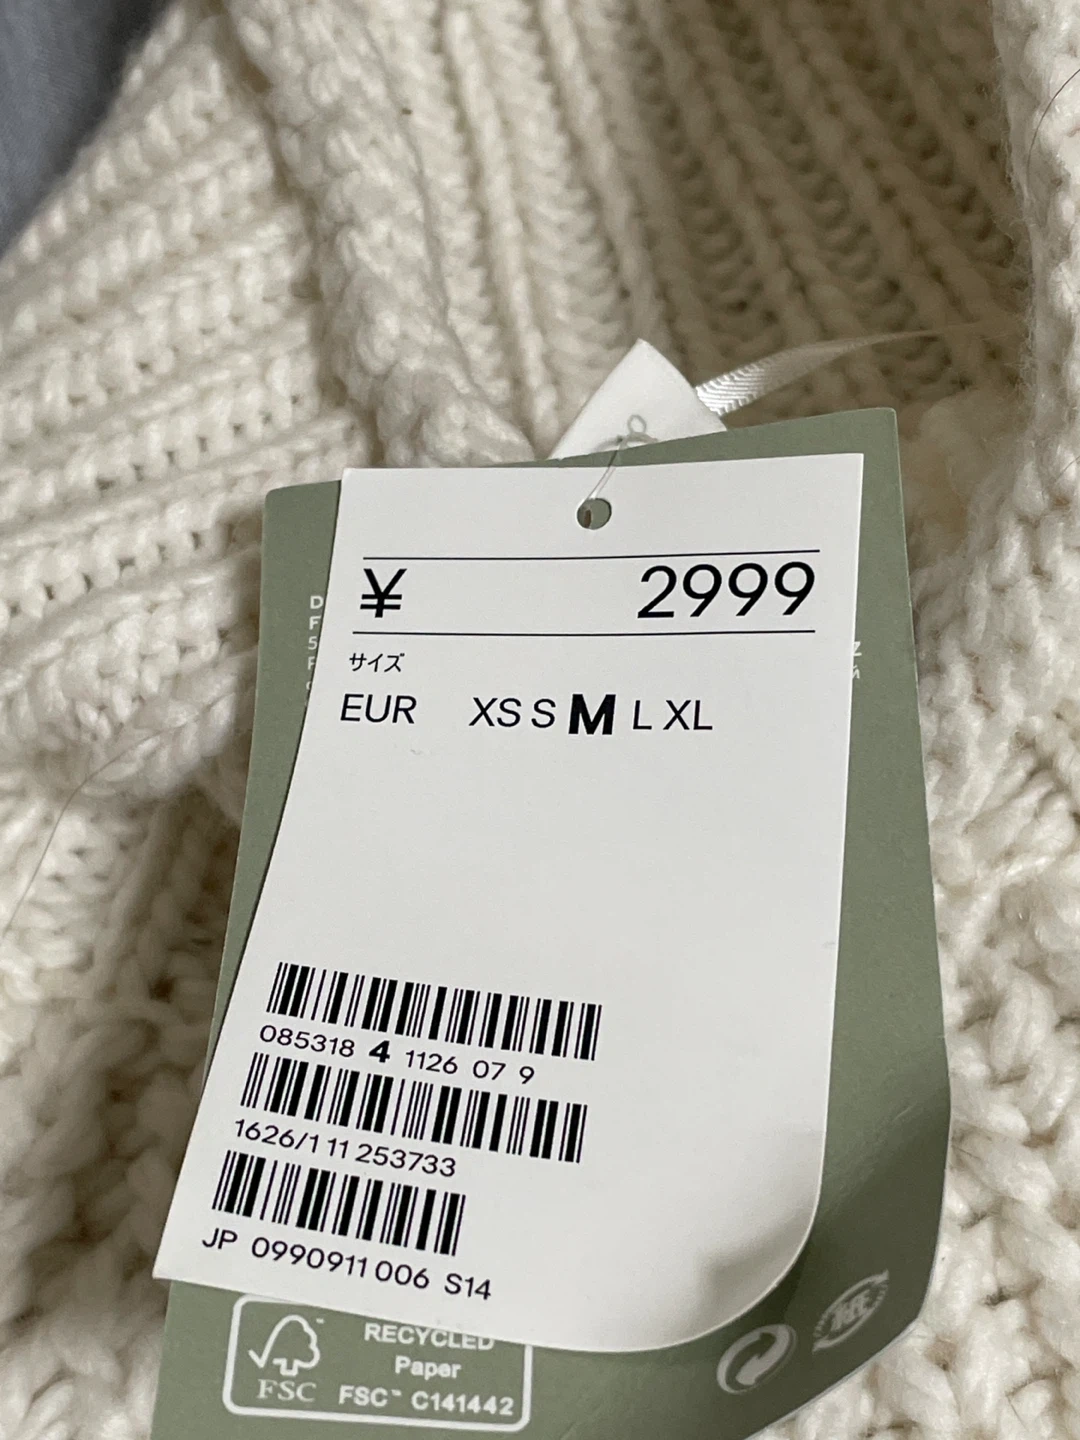 ¥ 2999
サイズ
EUR XS S M L XL
085318 4 1126 07 9
1626/1 11 253733
JP 0990911 006 S14
RECYCLED
Paper
FSC FSC™ C141442